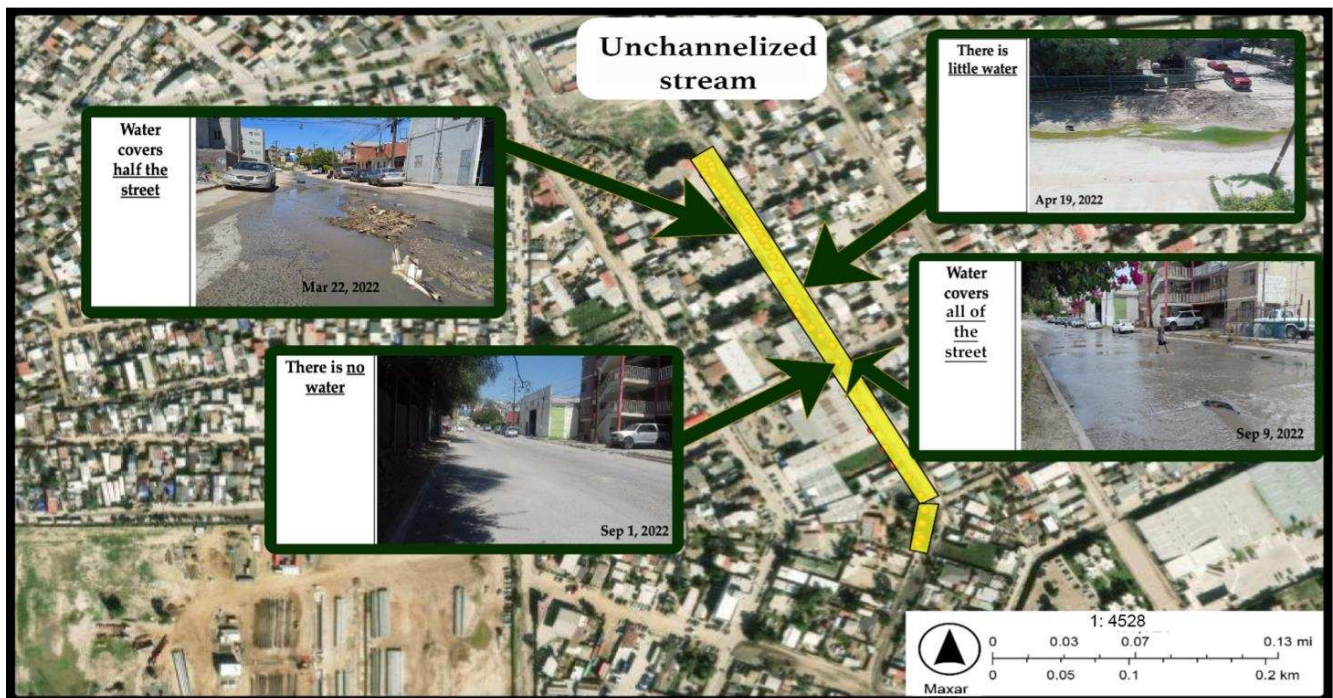 Unchannelized
stream
Water
covers
half the
street
Mar 22, 2022
There is
little water
Apr 19, 2022
There is no
water
Sep 1, 2022
Water
covers
all of
the
street
Sep 9, 2022
1: 4528
0 0.03 0.07 0.13 mi
0 0.05 0.1 0.2 km
Maxar